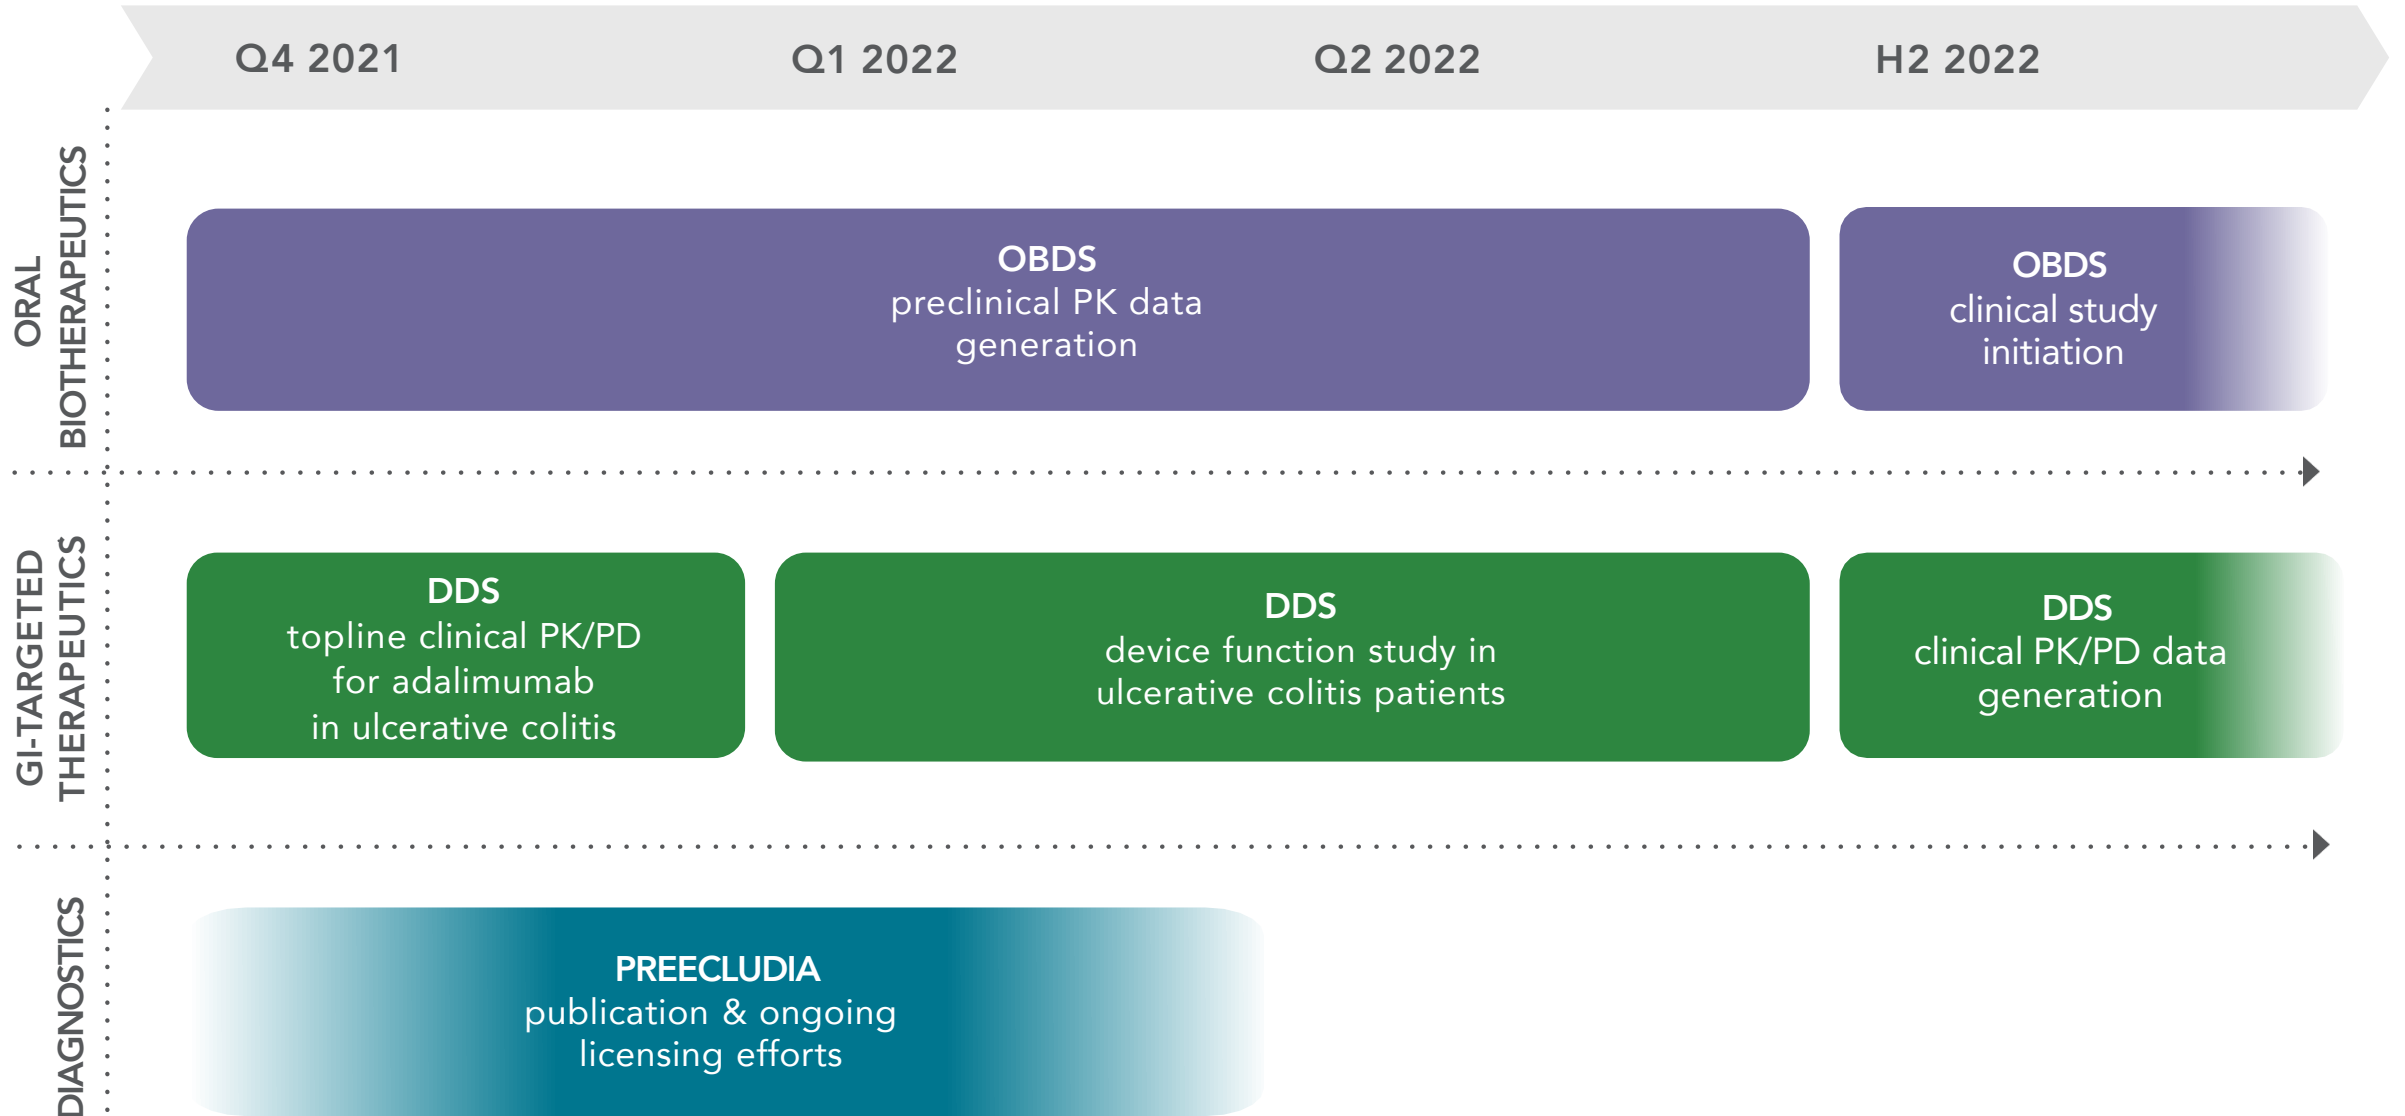 Q4 2021
Q1 2022
Q2 2022
H2 2022
ORAL
BIOTHERAPEUTICS
OBDS
preclinical PK data
generation
OBDS
clinical study
initiation
GI-TARGETED
THERAPEUTICS
DDS
topline clinical PK/PD
for adalimumab
in ulcerative colitis
DDS
device function study in
ulcerative colitis patients
DDS
clinical PK/PD data
generation
DIAGNOSTICS
PREECLUDIA
publication & ongoing
licensing efforts